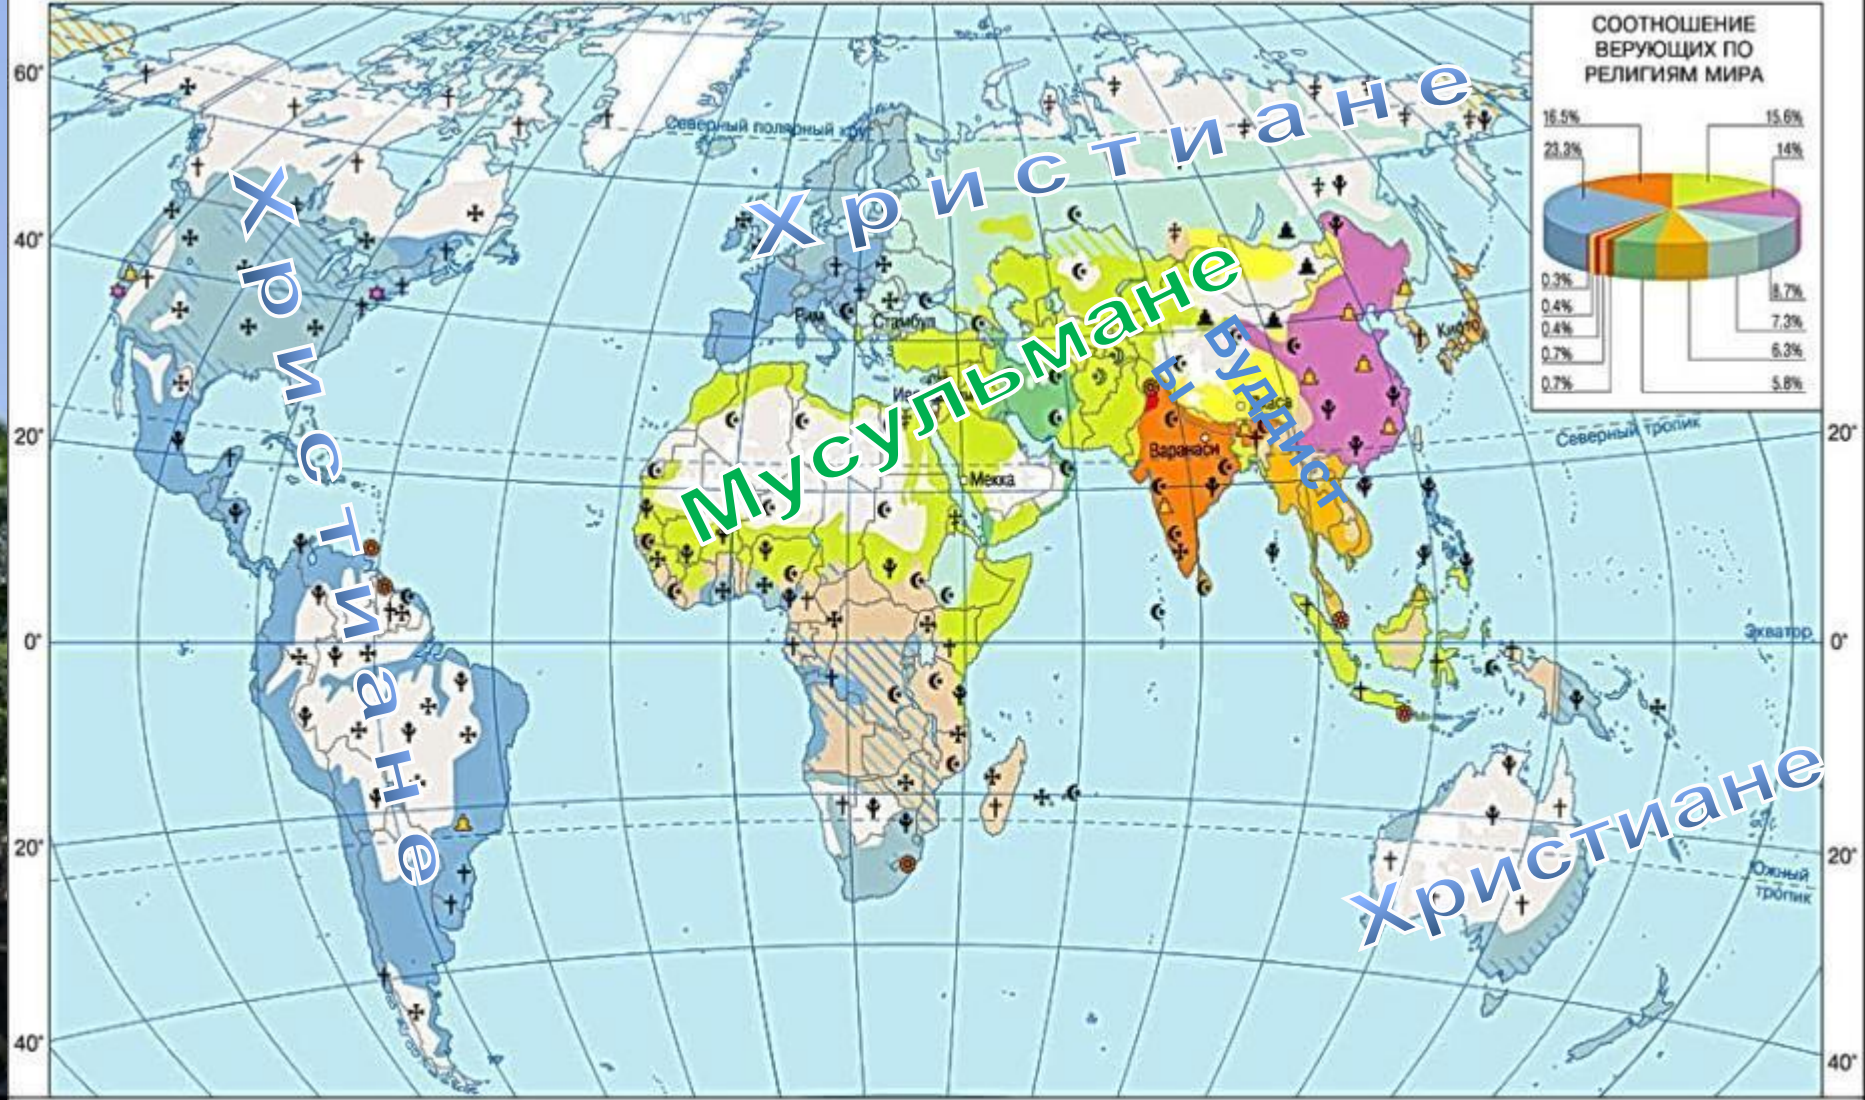 СООТНОШЕНИЕ
ВЕРУЮЩИХ ПО
РЕЛИГИЯМ МИРА
16.5%
15.6%
23.3%
14%
0.3%
0.4%
0.4%
0.7%
0.7%
8.7%
7.3%
6.3%
5.8%
60°
40°
20°
0°
20°
40°
20°
0°
20°
40°
Северный полярный круг
Христиане
Христиане
Мусульмане
Буддист
ы
Христиане
Рим
Стамбул
Мекка
Варанаси
Киото
Северный тропик
Экватор
Южный
тропик